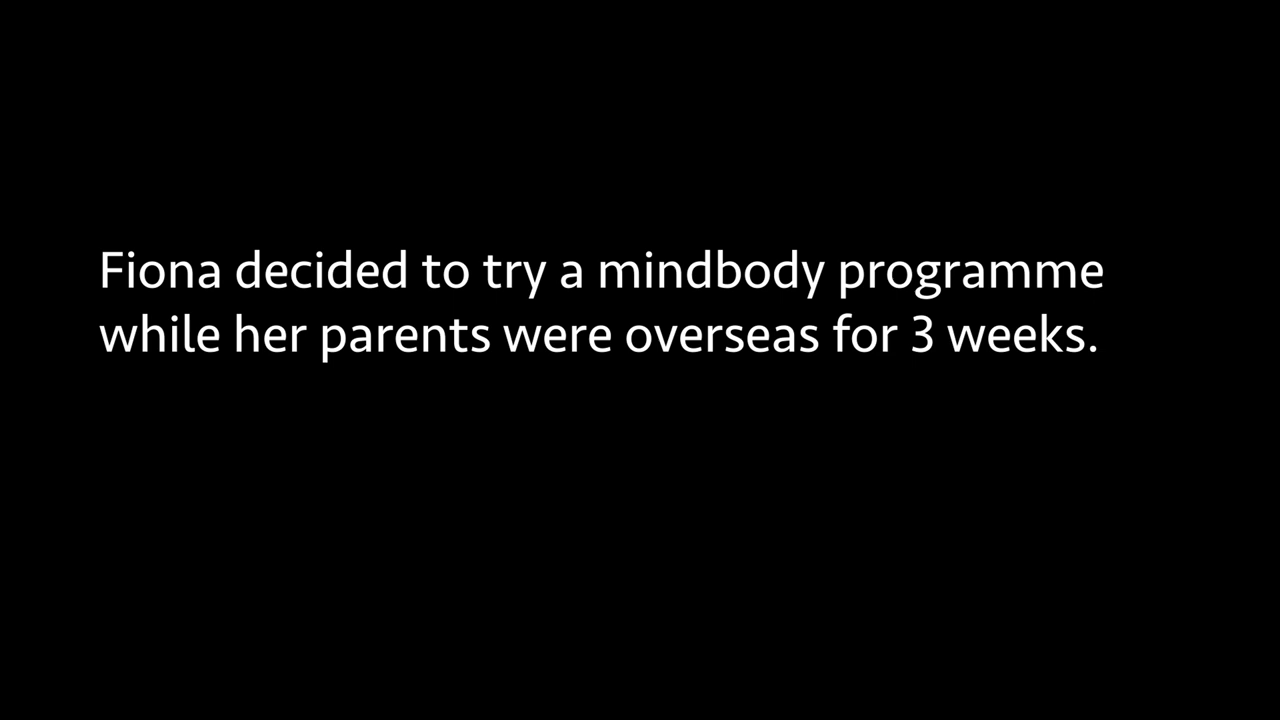 Fiona decided to try a mindbody programme
while her parents were overseas for 3 weeks.